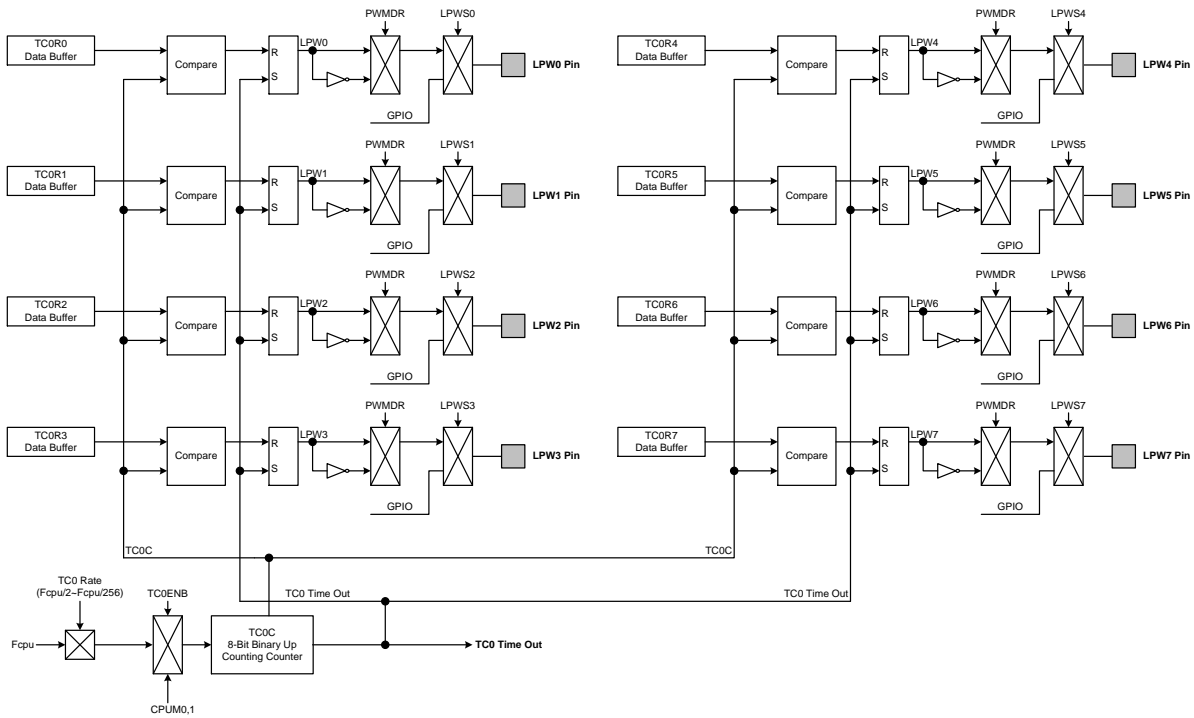 PWMDR LPWS0
TC0R0
Data Buffer
Compare
R
S
LPW0
GPIO
LPW0 Pin
PWMDR LPWS4
TC0R4
Data Buffer
Compare
R
S
LPW4
GPIO
LPW4 Pin
PWMDR LPWS1
TC0R1
Data Buffer
Compare
R
S
LPW1
GPIO
LPW1 Pin
PWMDR LPWS5
TC0R5
Data Buffer
Compare
R
S
LPW5
GPIO
LPW5 Pin
PWMDR LPWS2
TC0R2
Data Buffer
Compare
R
S
LPW2
GPIO
LPW2 Pin
PWMDR LPWS6
TC0R6
Data Buffer
Compare
R
S
LPW6
GPIO
LPW6 Pin
PWMDR LPWS3
TC0R3
Data Buffer
Compare
R
S
LPW3
GPIO
LPW3 Pin
PWMDR LPWS7
TC0R7
Data Buffer
Compare
R
S
LPW7
GPIO
LPW7 Pin
TC0C
TC0C
TC0 Time Out
TC0 Time Out
TC0 Rate
(Fcpu/2~Fcpu/256)
TC0ENB
Fcpu
TC0C
8-Bit Binary Up
Counting Counter
TC0 Time Out
CPUM0,1